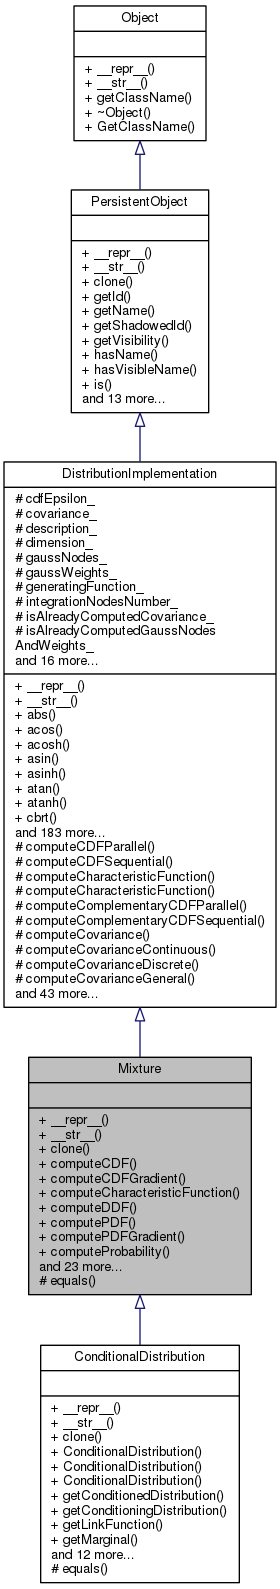 Object
+ __repr__()
+ __str__()
+ getClassName()
+ ~Object()
+ GetClassName()
PersistentObject
+ __repr__()
+ __str__()
+ clone()
+ getId()
+ getName()
+ getShadowedId()
+ getVisibility()
+ hasName()
+ hasVisibleName()
+ is()
and 13 more...
DistributionImplementation
# cdfEpsilon_
# covariance_
# description_
# dimension_
# gaussNodes_
# gaussWeights_
# generatingFunction_
# integrationNodesNumber_
# isAlreadyComputedCovariance_
# isAlreadyComputedGaussNodes
AndWeights_
and 16 more...
+ __repr__()
+ __str__()
+ abs()
+ acos()
+ acosh()
+ asin()
+ asinh()
+ atan()
+ atanh()
+ cbrt()
and 183 more...
# computeCDFParallel()
# computeCDFSequential()
# computeCharacteristicFunction()
# computeCharacteristicFunction()
# computeComplementaryCDFParallel()
# computeComplementaryCDFSequential()
# computeCovariance()
# computeCovarianceContinuous()
# computeCovarianceDiscrete()
# computeCovarianceGeneral()
and 43 more...
Mixture
+ __repr__()
+ __str__()
+ clone()
+ computeCDF()
+ computeCDFGradient()
+ computeCharacteristicFunction()
+ computeDDF()
+ computePDF()
+ computePDFGradient()
+ computeProbability()
and 23 more...
# equals()
ConditionalDistribution
+ __repr__()
+ __str__()
+ clone()
+ ConditionalDistribution()
+ ConditionalDistribution()
+ ConditionalDistribution()
+ getConditionedDistribution()
+ getConditioningDistribution()
+ getLinkFunction()
+ getMarginal()
and 12 more...
# equals()